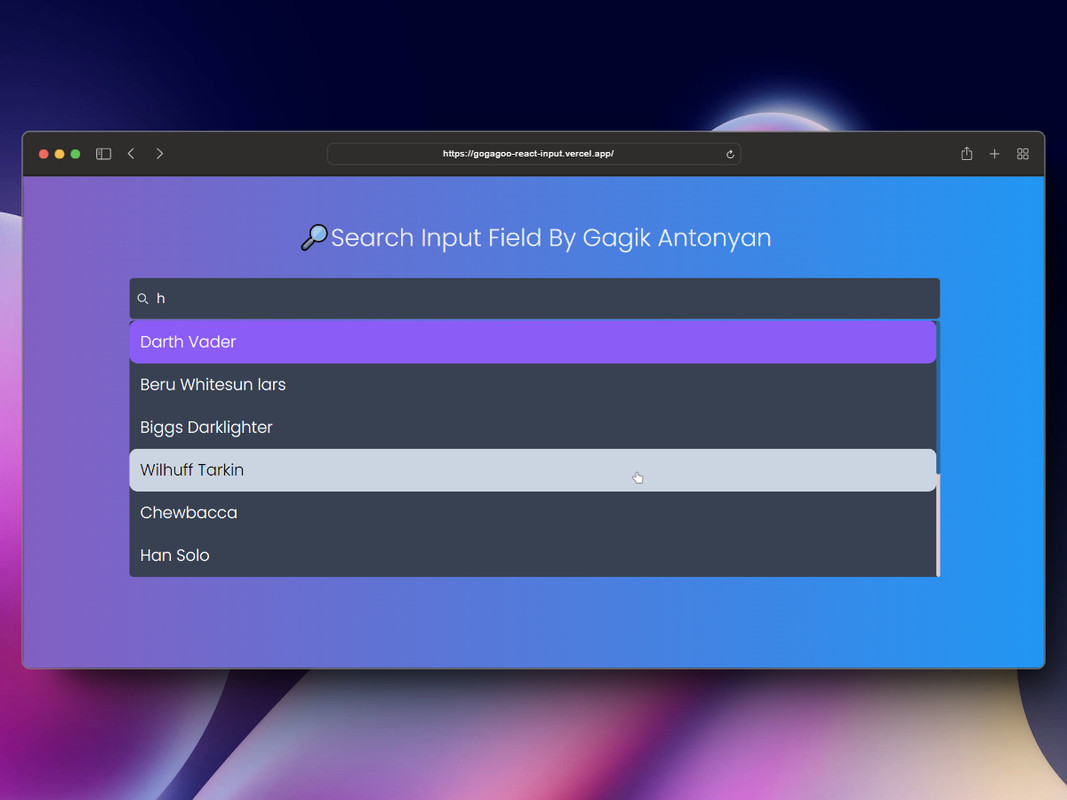 https://gogagoo-react-input.vercel.app/
Search Input Field By Gagik Antonyan
h
Darth Vader
Beru Whitesun lars
Biggs Darklighter
Wilhuff Tarkin
Chewbacca
Han Solo